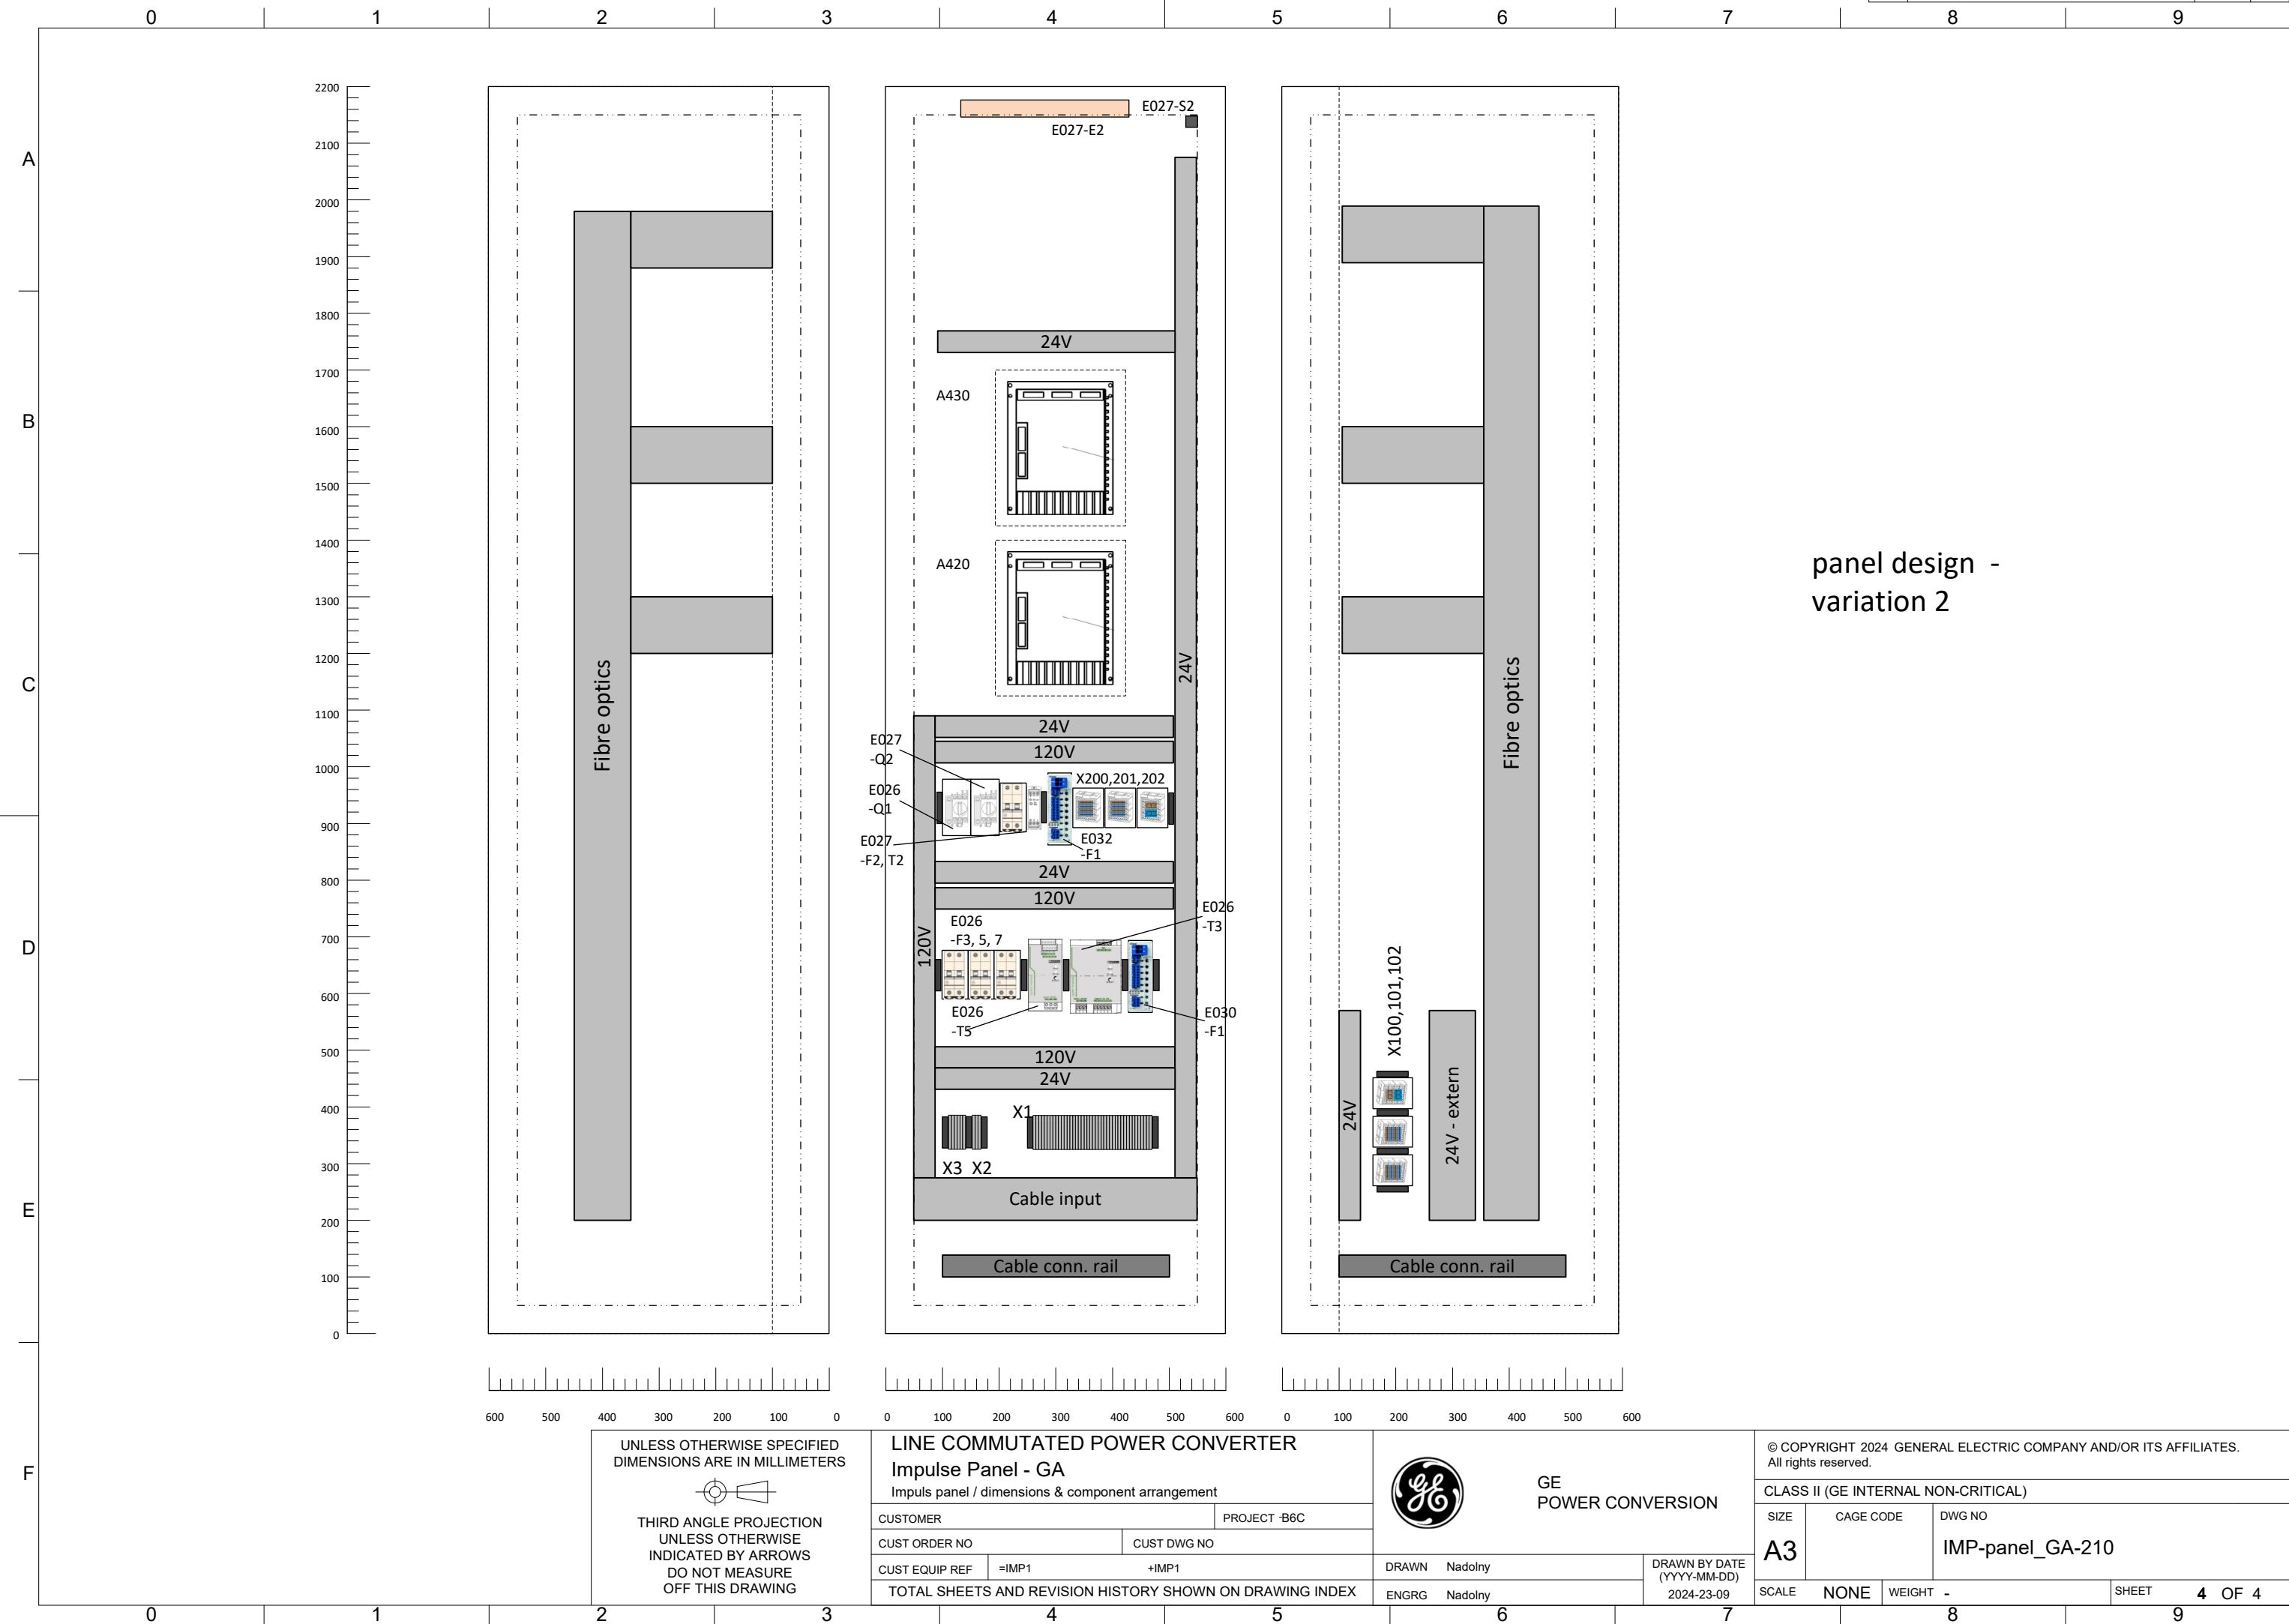 0 1 2 3 4 5 6 7 8 9
A
B
C
D
E
F
2200
2100
2000
1900
1800
1700
1600
1500
1400
1300
1200
1100
1000
900
800
700
600
500
400
300
200
100
0
Fibre optics
600 500 400 300 200 100 0
E027-S2
E027-E2
24V
A430
A420
24V
24V
120V
E027
-Q2
E026
-Q1
E027
-F2, T2
X200,201,202
E032
-F1
24V
120V
120V
E026
-F3, 5, 7
E026
-T3
E026
-T5
E030
-F1
120V
24V
X1
X3 X2
Cable input
Cable conn. rail
0 100 200 300 400 500 600
Fibre optics
X100,101,102
24V
24V - extern
Cable conn. rail
0 100 200 300 400 500 600
panel design -
variation 2
UNLESS OTHERWISE SPECIFIED
DIMENSIONS ARE IN MILLIMETERS
THIRD ANGLE PROJECTION
UNLESS OTHERWISE
INDICATED BY ARROWS
DO NOT MEASURE
OFF THIS DRAWING
LINE COMMUTATED POWER CONVERTER
Impulse Panel - GA
Impuls panel / dimensions & component arrangement
CUSTOMER PROJECT -B6C
CUST ORDER NO CUST DWG NO
CUST EQUIP REF =IMP1 +IMP1
TOTAL SHEETS AND REVISION HISTORY SHOWN ON DRAWING INDEX
GE
GE
POWER CONVERSION
DRAWN Nadolny
ENGRG Nadolny
DRAWN BY DATE
(YYYY-MM-DD)
2024-23-09
© COPYRIGHT 2024 GENERAL ELECTRIC COMPANY AND/OR ITS AFFILIATES.
All rights reserved.
CLASS II (GE INTERNAL NON-CRITICAL)
SIZE CAGE CODE DWG NO
A3 IMP-panel_GA-210
SCALE NONE WEIGHT - SHEET 4 OF 4
0 1 2 3 4 5 6 7 8 9